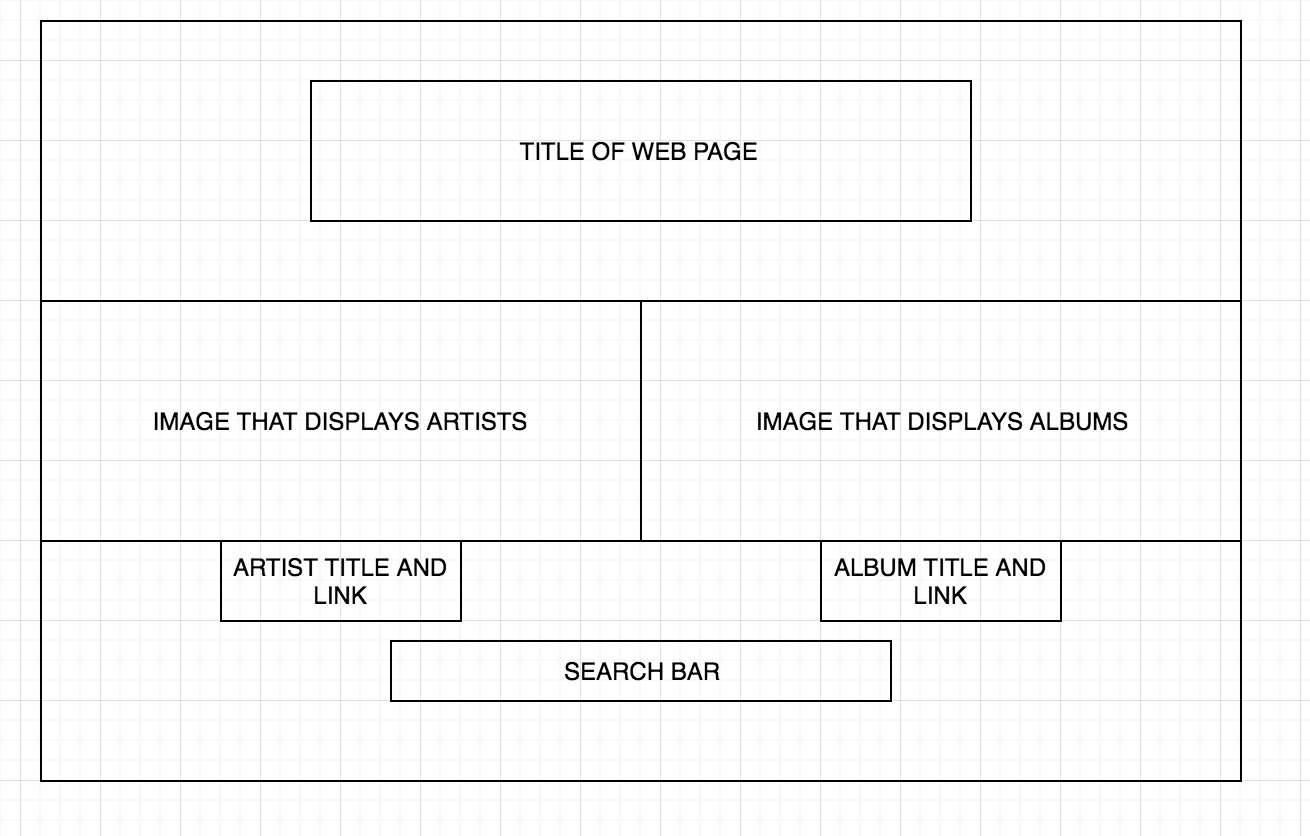 TITLE OF WEB PAGE
IMAGE THAT DISPLAYS ARTISTS
IMAGE THAT DISPLAYS ALBUMS
ARTIST TITLE AND
LINK
ALBUM TITLE AND
LINK
SEARCH BAR